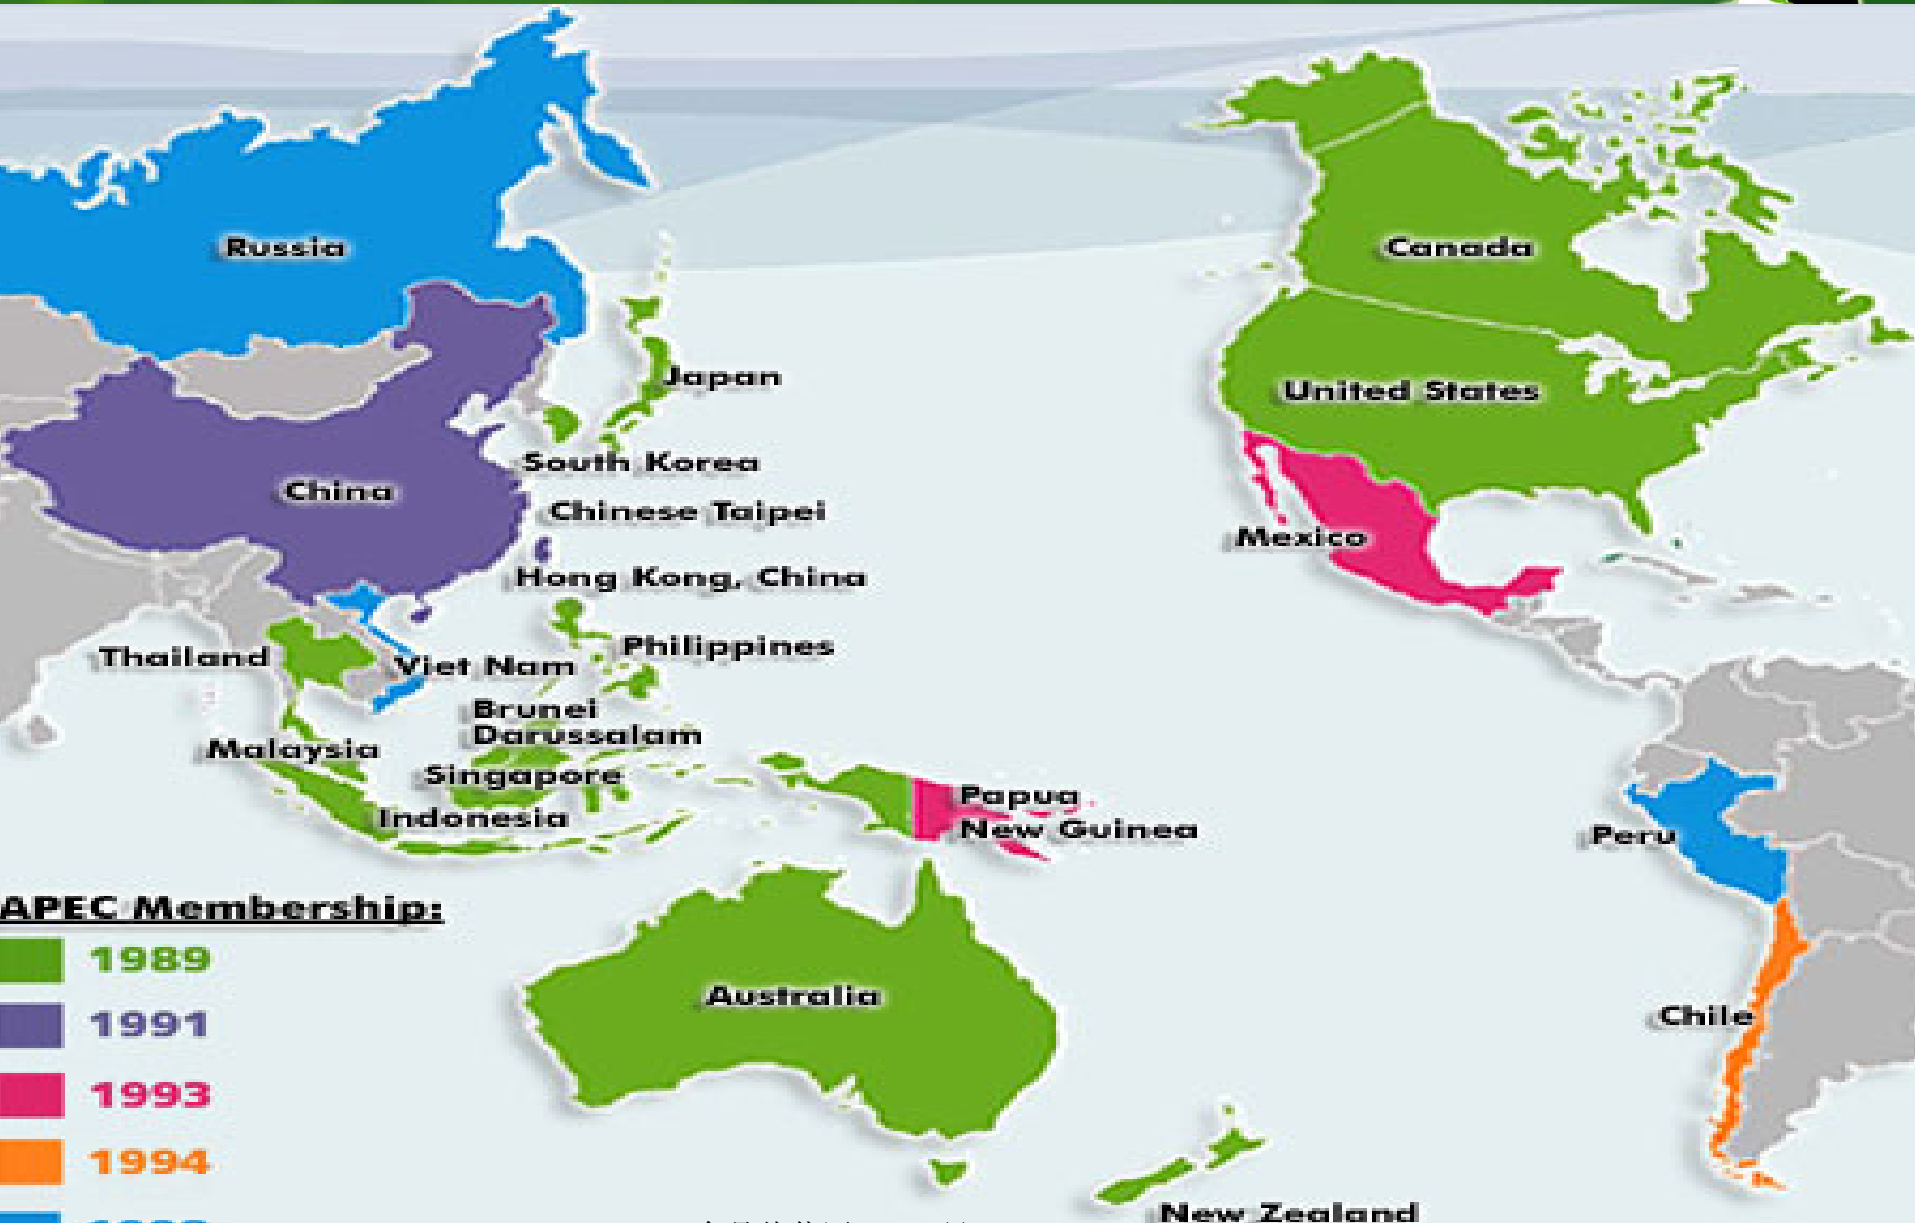 Russia
Canada
Japan
United States
South Korea
China
Chinese Taipei
Mexico
Hong Kong, China
Philippines
Thailand
Viet Nam
Brunei
Darussalam
Malaysia
Singapore
Indonesia
Papua
New Guinea
Peru
APEC Membership:
1989
Australia
1991
Chile
1993
1994
New Zealand